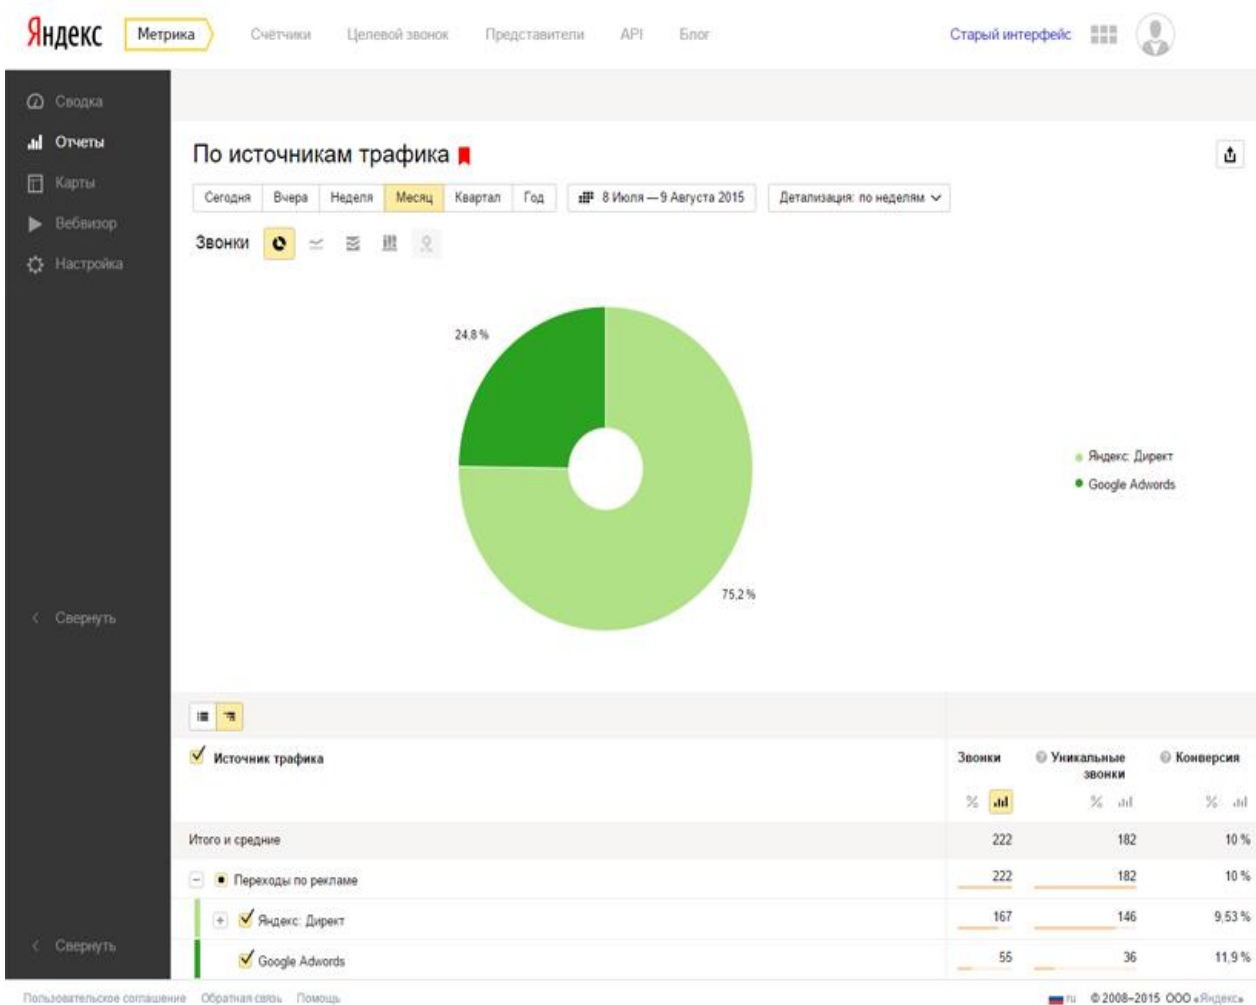 Яндекс Метрика Счётчики Целевой звонок Представители API Блог Старый интерфейс
Сводка
Отчеты
Карты
Вебвизор
Настройка
По источникам трафика
Сегодня Вчера Неделя Месяц Квартал Год 8 Июля — 9 Августа 2015 Детализация: по неделям
Звонки
24,8 %
75,2 %
Яндекс: Директ
Google Adwords
Свернуть
Источник трафика Звонки Уникальные звонки Конверсия
% % %
Итого и средние 222 182 10 %
Переходы по рекламе 222 182 10 %
Яндекс: Директ 167 146 9,53 %
Google Adwords 55 36 11,9 %
Свернуть
Пользовательское соглашение Обратная связь Помощь ru © 2008–2015 ООО «Яндекс»